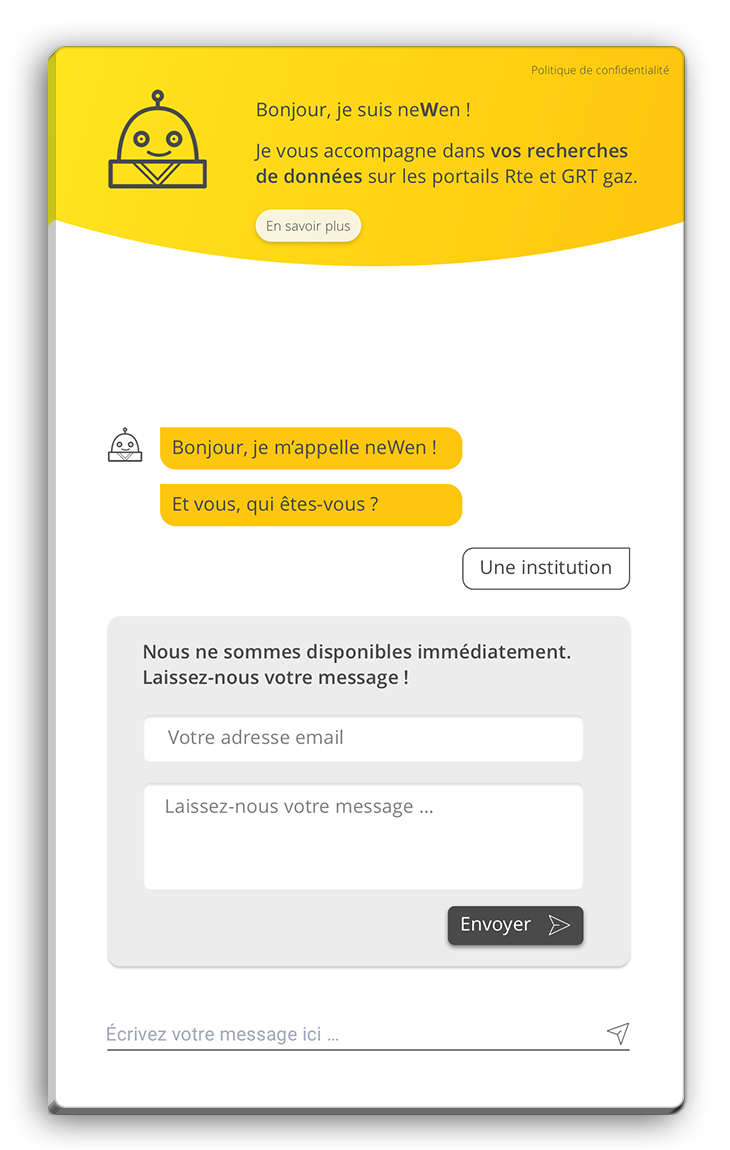 Politique de confidentialité
Bonjour, je suis neWen !
Je vous accompagne dans vos recherches
de données sur les portails Rte et GRT gaz.
En savoir plus
Bonjour, je m’appelle neWen !
Et vous, qui êtes-vous ?
Une institution
Nous ne sommes disponibles immédiatement.
Laissez-nous votre message !
Votre adresse email
Laissez-nous votre message ...
Envoyer
Écrivez votre message ici ...